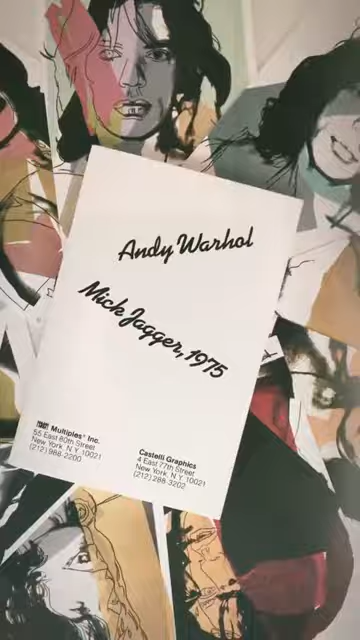 Andy Warhol
Mick Jagger, 1975
Multiples® Inc.
55 East 80th Street
New York. N.Y. 10021
(212) 988-2200
Castelli Graphics
4 East 77th Street
New York, N.Y. 10021
(212) 288-3202